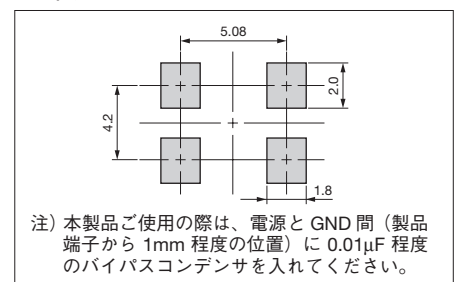 5.08
4.2
2.0
1.8
注）本製品ご使用の際は、電源と GND 間（製品
端子から 1mm 程度の位置）に 0.01μF 程度
のバイパスコンデンサを入れてください。